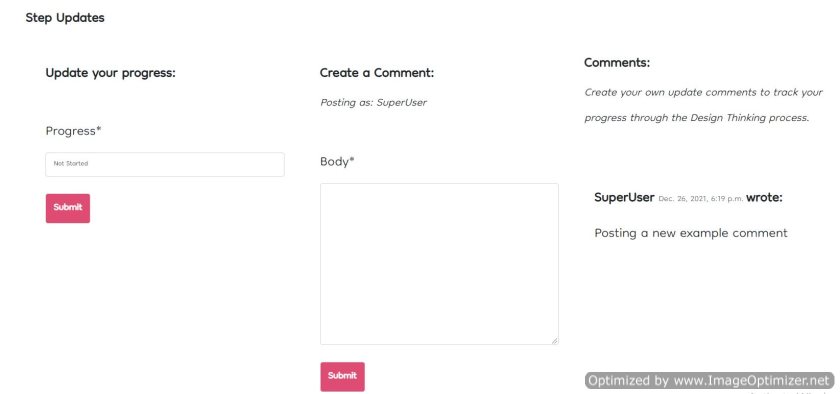 Step Updates
Update your progress:
Progress*
Not Started
Submit
Create a Comment:
Posting as: SuperUser
Body*
Submit
Comments:
Create your own update comments to track your
progress through the Design Thinking process.
SuperUser Dec. 26, 2021, 6:19 p.m. wrote:
Posting a new example comment
Optimized by www.ImageOptimizer.net